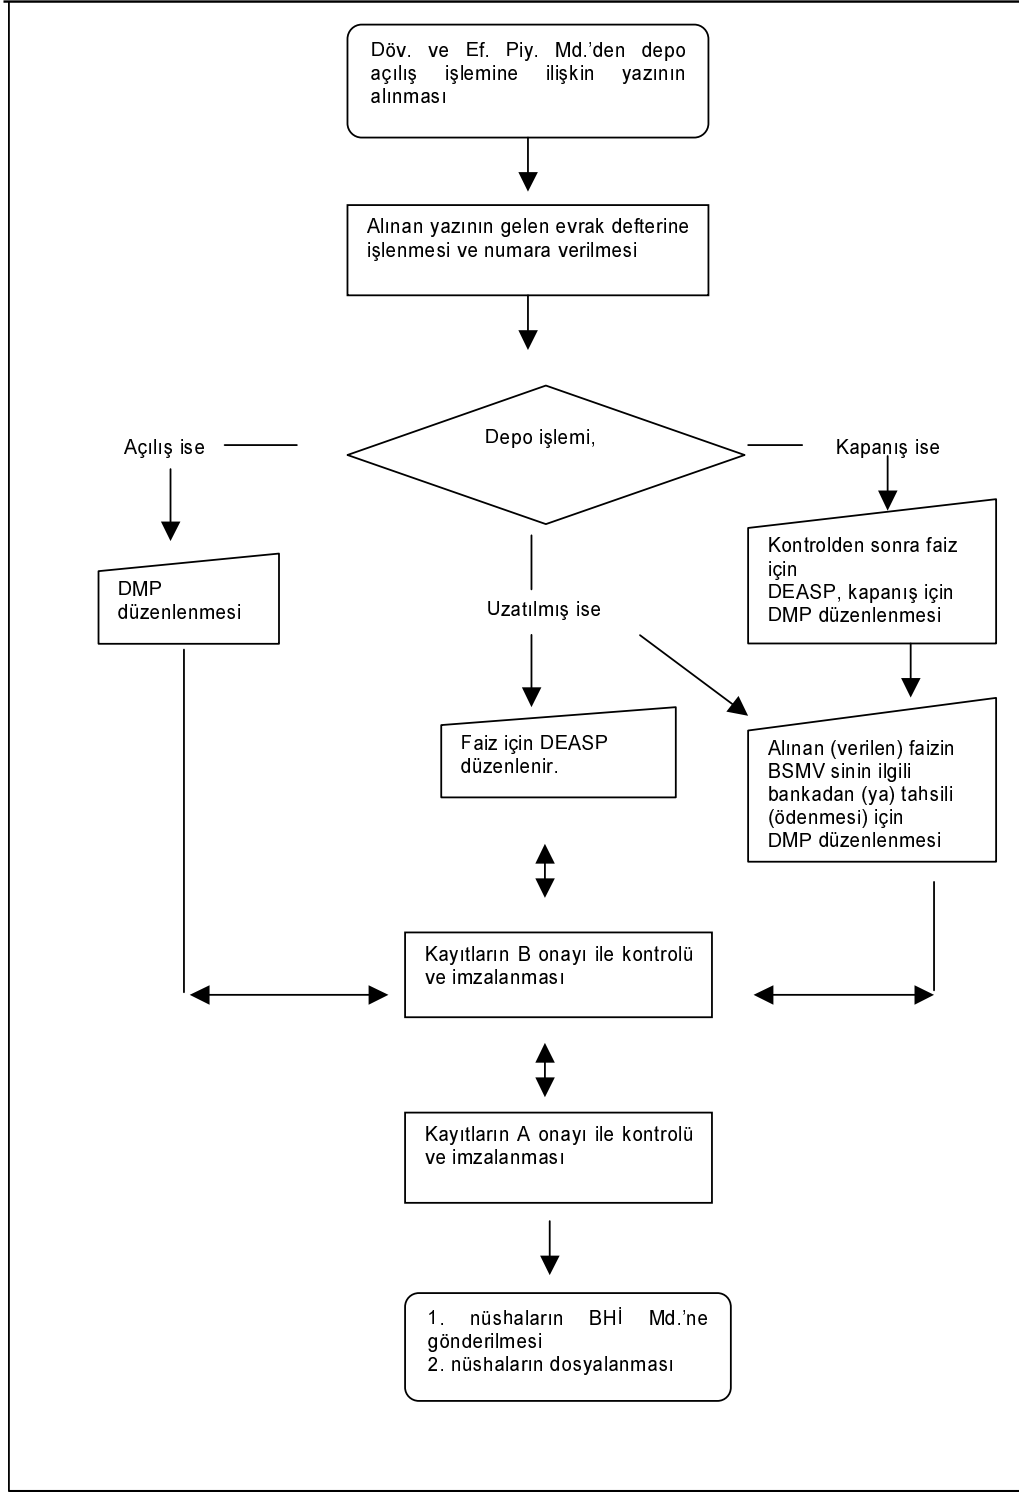 Döv. ve Ef. Piy. Md.'den depo
açılış işlemine ilişkin yazının
alınması
Alınan yazının gelen evrak defterine
işlenmesi ve numara verilmesi
Depo işlemi,
Açılış ise
Kapanış ise
Kontrolden sonra faiz
için
DEASP, kapanış için
DMP düzenlenmesi
DMP
düzenlenmesi
Uzatılmış ise
Faiz için DEASP
düzenlenir.
Alınan (verilen) faizin
BSMV sinin ilgili
bankadan (ya) tahsili
(ödenmesi) için
DMP düzenlenmesi
Kayıtların B onayı ile kontrolü
ve imzalanması
Kayıtların A onayı ile kontrolü
ve imzalanması
1. nüshaların BHİ Md.'ne
gönderilmesi
2. nüshaların dosyalanması